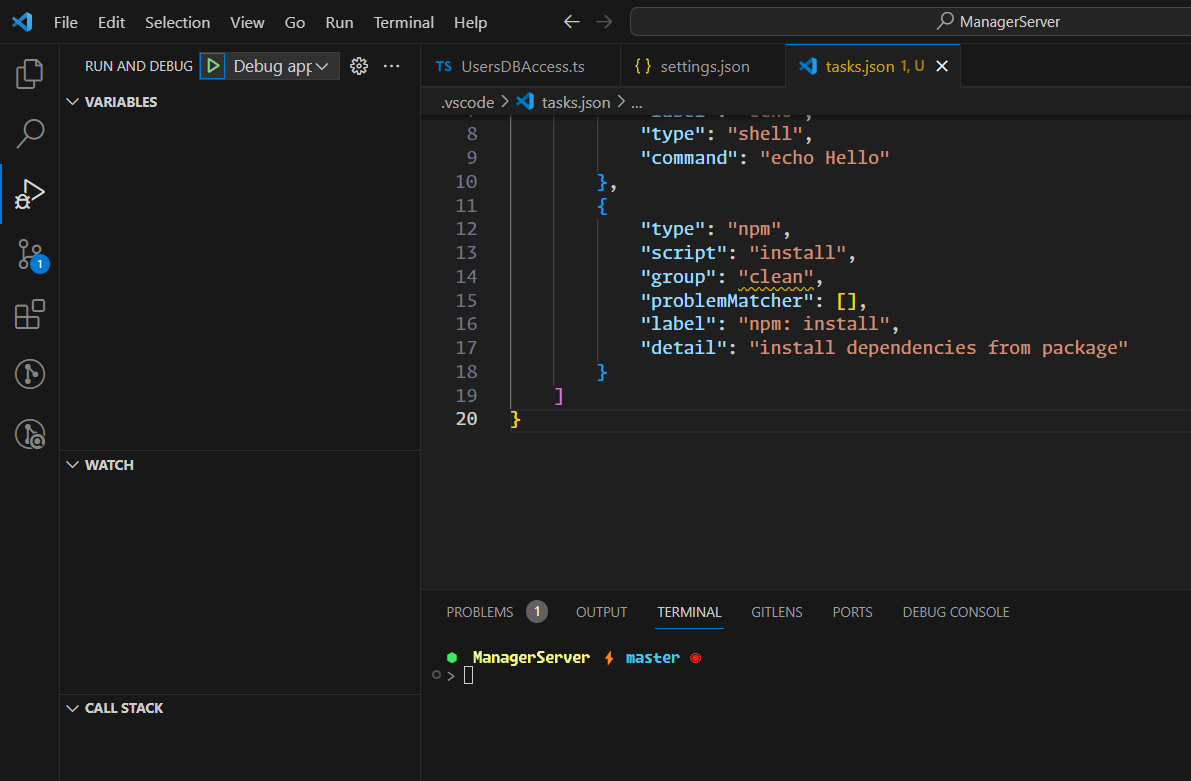 File Edit Selection View Go Run Terminal Help ManagerServer
RUN AND DEBUG Debug app
TS UsersDBAccess.ts {} settings.json tasks.json 1, U
.vscode > tasks.json > ...
VARIABLES
8 "type": "shell",
9 "command": "echo Hello"
10 },
11 {
12 "type": "npm",
13 "script": "install",
14 "group": "clean",
15 "problemMatcher": [],
16 "label": "npm: install",
17 "detail": "install dependencies from package"
18 }
19 ]
20 }
1
WATCH
CALL STACK
PROBLEMS 1 OUTPUT TERMINAL GITLENS PORTS DEBUG CONSOLE
ManagerServer master
>